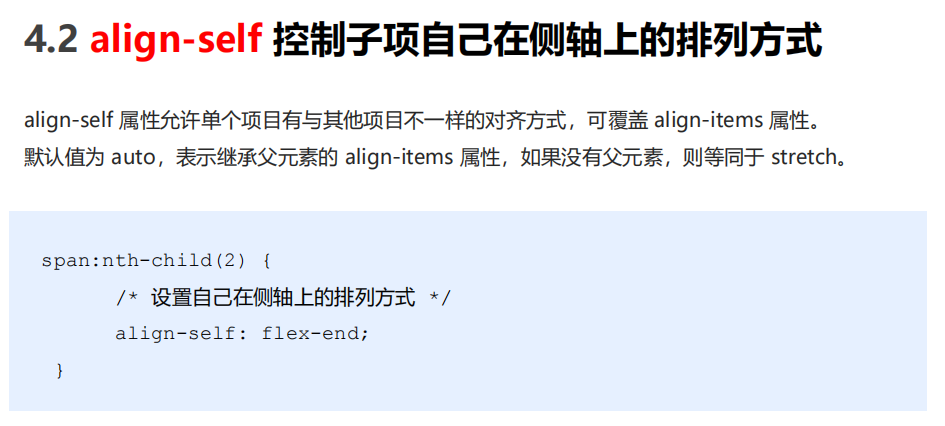 4.2 align-self 控制子项自己在侧轴上的排列方式
align-self 属性允许单个项目有与其他项目不一样的对齐方式，可覆盖 align-items 属性。
默认值为 auto，表示继承父元素的 align-items 属性，如果没有父元素，则等同于 stretch。
span:nth-child(2) {
      /* 设置自己在侧轴上的排列方式 */
      align-self: flex-end;
 }